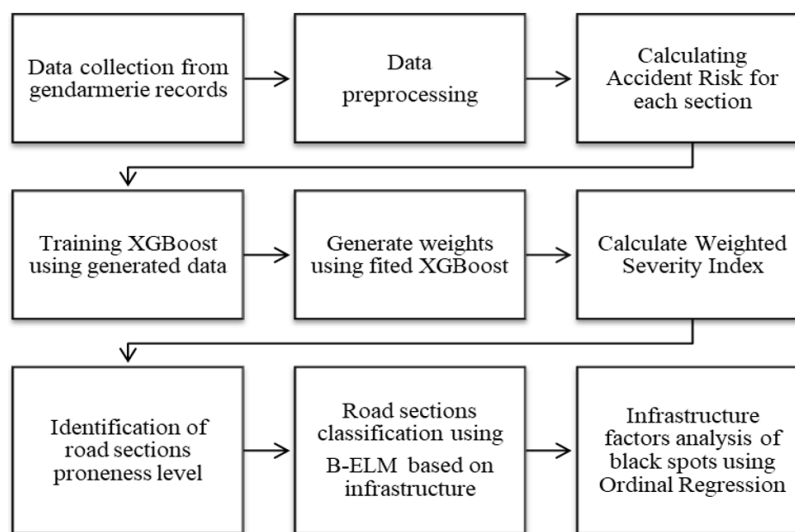 Data collection from
gendarmerie records
Data
preprocessing
Calculating
Accident Risk for
each section
Training XGBoost
using generated data
Generate weights
using fited XGBoost
Calculate Weighted
Severity Index
Identification of
road sections
proneness level
Road sections
classification using
B-ELM based on
infrastructure
Infrastructure
factors analysis of
black spots using
Ordinal Regression